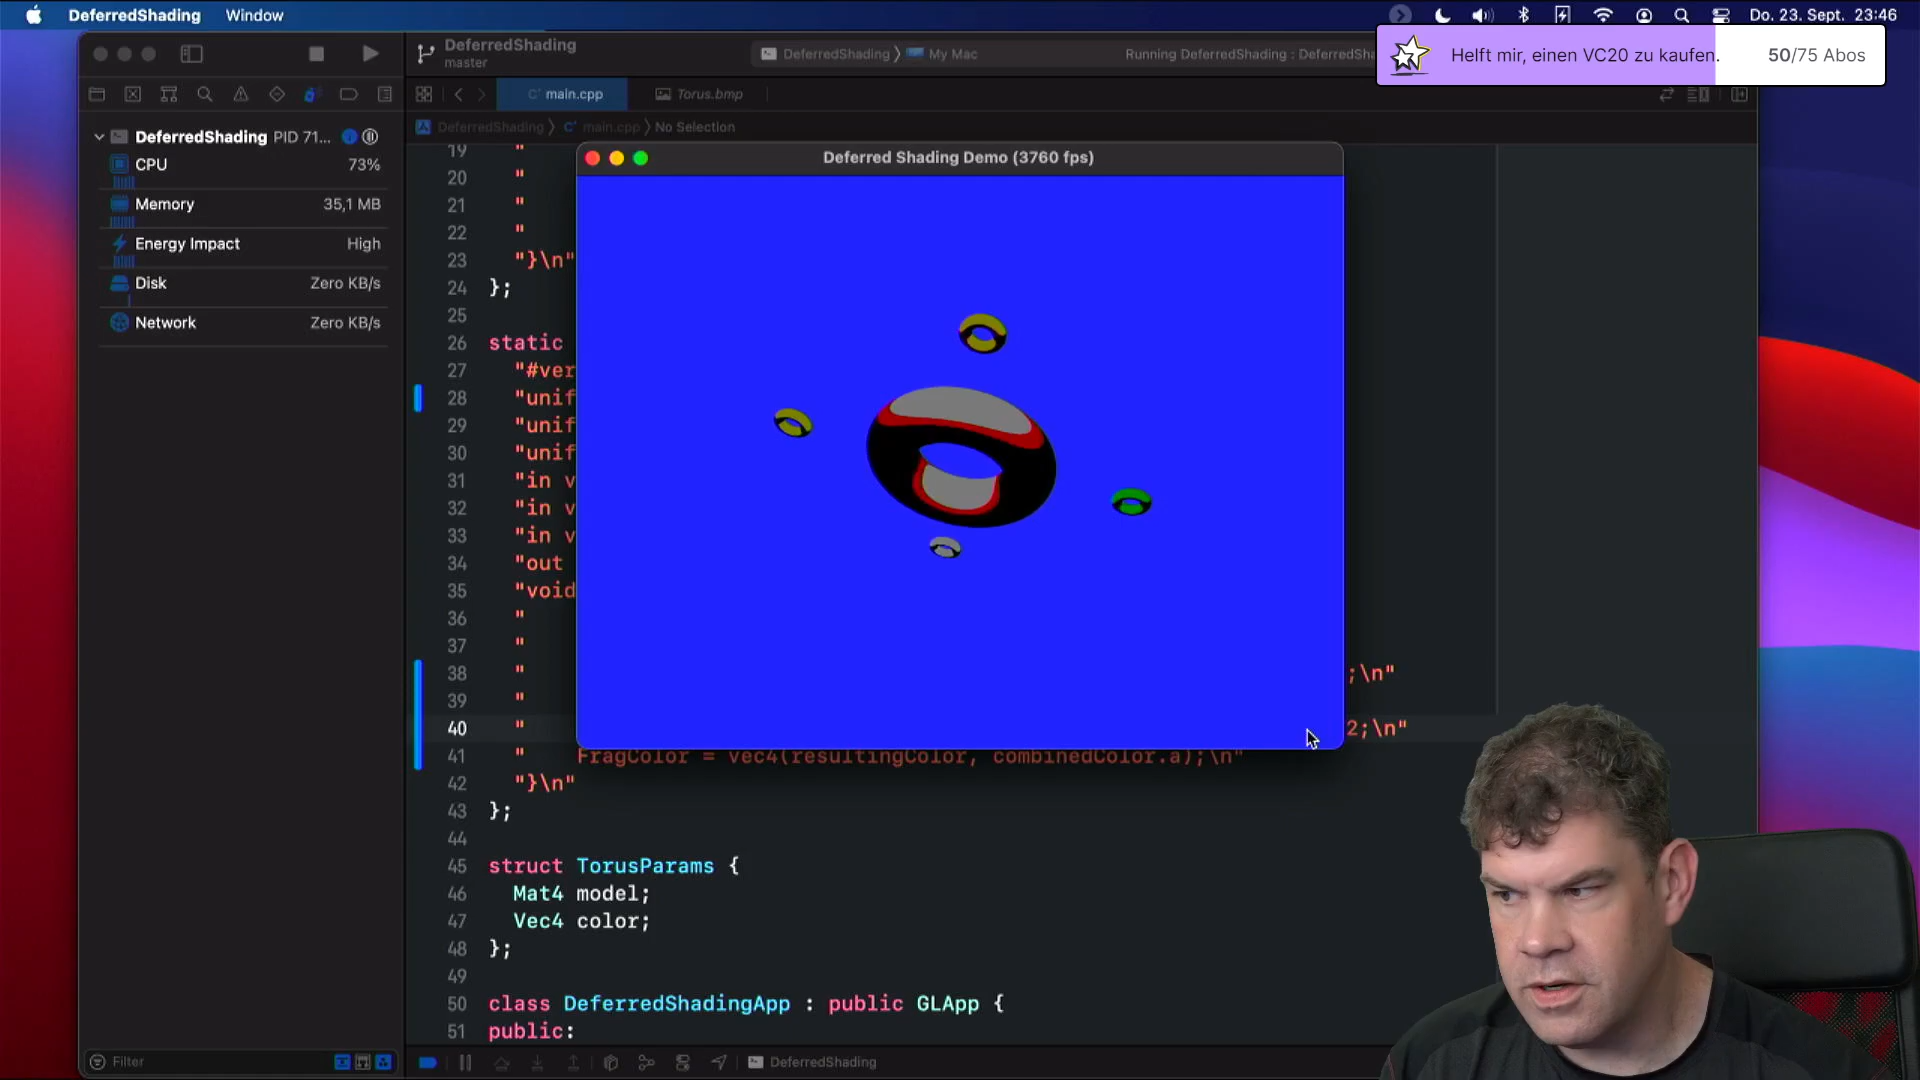 DeferredShading Window
Do. 23. Sept. 23:46
DeferredShading
master
DeferredShading
My Mac
Running DeferredShading : DeferredSha
Helft mir, einen VC20 zu kaufen.
50/75 Abos
main.cpp
Torus.bmp
DeferredShading
main.cpp
No Selection
DeferredShading PID 71...
CPU 73%
Memory 35,1 MB
Energy Impact High
Disk Zero KB/s
Network Zero KB/s
Deferred Shading Demo (3760 fps)
19 "
20 "
21 "
22 "
23 "}\n"
24 };
25
26 static
27 "#ver
28 "unif
29 "unif
30 "unif
31 "in v
32 "in v
33 "in v
34 "out
35 "void
36 "
37 "
38 " ;\n"
39 "
40 " 2;\n"
41 " FragColor = vec4(resultingColor, combinedColor.a);\n"
42 "}\n"
43 };
44
45 struct TorusParams {
46 Mat4 model;
47 Vec4 color;
48 };
49
50 class DeferredShadingApp : public GLApp {
51 public:
Filter
DeferredShading